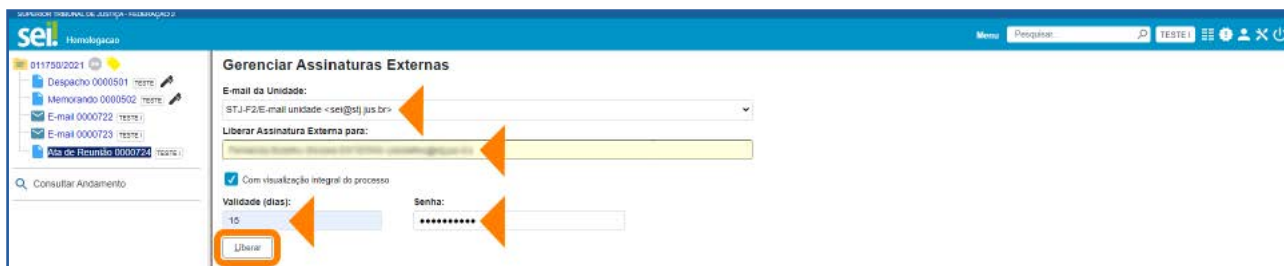 SUPERIOR TRIBUNAL DE JUSTIÇA - FEDERAÇÃO 2
sei. Homologacao
Menu Pesquisar... TESTE I
011750/2021
Despacho 0000501 TESTE
Memorando 0000502 TESTE
E-mail 0000722 TESTE I
E-mail 0000723 TESTE I
Ata de Reunião 0000724 TESTE I
Consultar Andamento
Gerenciar Assinaturas Externas
E-mail da Unidade:
STJ-F2/E-mail unidade <sei@stj.jus.br>
Liberar Assinatura Externa para:
Com visualização integral do processo
Validade (dias): Senha:
15 ••••••••••
Liberar